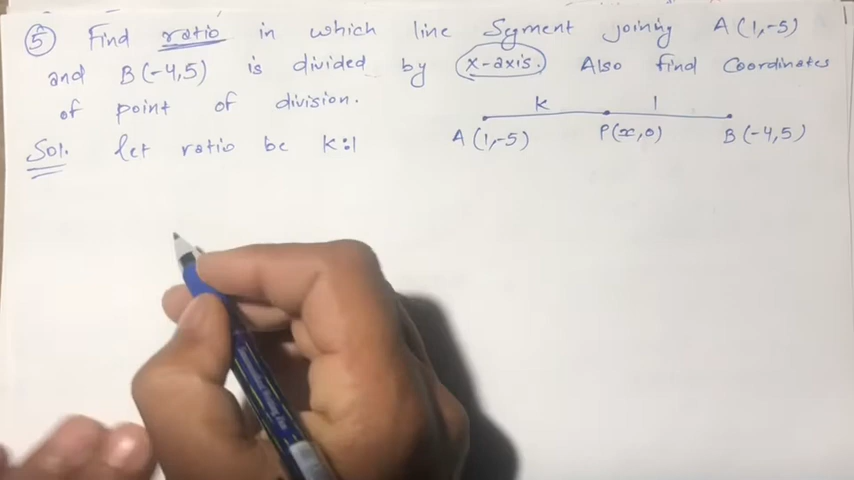 5 Find ratio in which line Segment joining A(1,-5)
and B(-4,5) is divided by x-axis. Also find Coordinates
of point of division.
k 1
A(1,-5) P(x,0) B(-4,5)
Sol. let ratio be k:1